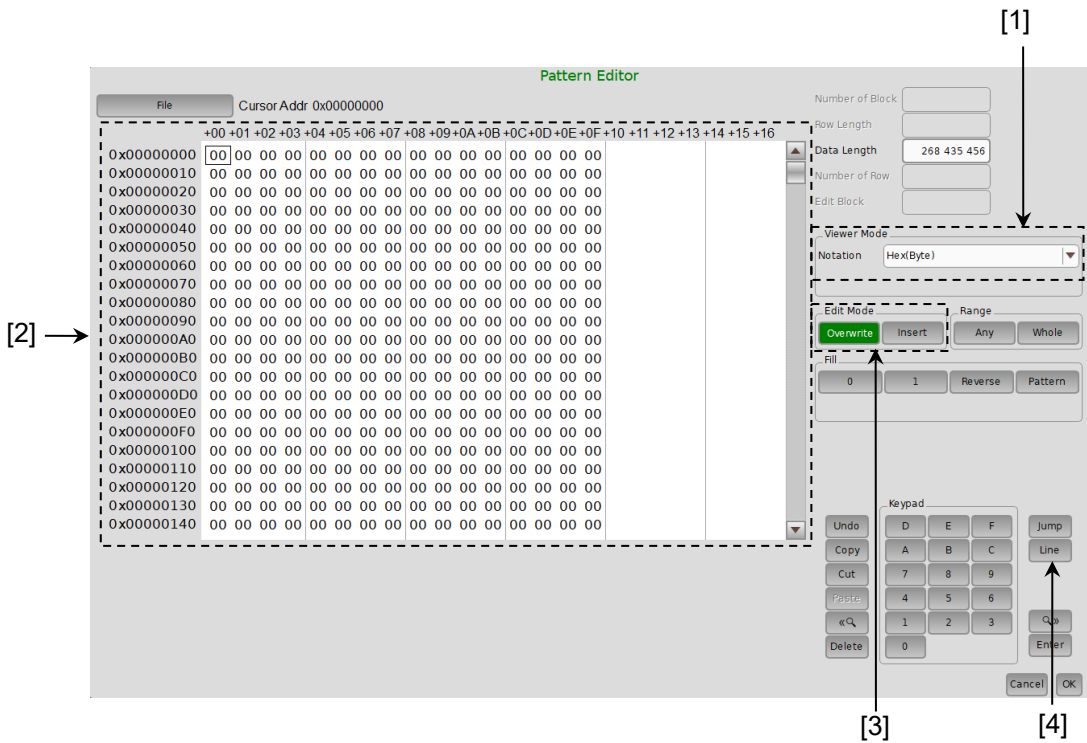 [1]
Pattern Editor
File Cursor Addr 0x00000000
Number of Block
Row Length
Data Length 268 435 456
Number of Row
Edit Block
+00 +01 +02 +03 +04 +05 +06 +07 +08 +09 +0A +0B +0C +0D +0E +0F +10 +11 +12 +13 +14 +15 +16
0x00000000 00 00 00 00 00 00 00 00 00 00 00 00 00 00 00 00
0x00000010 00 00 00 00 00 00 00 00 00 00 00 00 00 00 00 00
0x00000020 00 00 00 00 00 00 00 00 00 00 00 00 00 00 00 00
0x00000030 00 00 00 00 00 00 00 00 00 00 00 00 00 00 00 00
0x00000040 00 00 00 00 00 00 00 00 00 00 00 00 00 00 00 00
0x00000050 00 00 00 00 00 00 00 00 00 00 00 00 00 00 00 00
0x00000060 00 00 00 00 00 00 00 00 00 00 00 00 00 00 00 00
0x00000070 00 00 00 00 00 00 00 00 00 00 00 00 00 00 00 00
0x00000080 00 00 00 00 00 00 00 00 00 00 00 00 00 00 00 00
0x00000090 00 00 00 00 00 00 00 00 00 00 00 00 00 00 00 00
0x000000A0 00 00 00 00 00 00 00 00 00 00 00 00 00 00 00 00
0x000000B0 00 00 00 00 00 00 00 00 00 00 00 00 00 00 00 00
0x000000C0 00 00 00 00 00 00 00 00 00 00 00 00 00 00 00 00
0x000000D0 00 00 00 00 00 00 00 00 00 00 00 00 00 00 00 00
0x000000E0 00 00 00 00 00 00 00 00 00 00 00 00 00 00 00 00
0x000000F0 00 00 00 00 00 00 00 00 00 00 00 00 00 00 00 00
0x00000100 00 00 00 00 00 00 00 00 00 00 00 00 00 00 00 00
0x00000110 00 00 00 00 00 00 00 00 00 00 00 00 00 00 00 00
0x00000120 00 00 00 00 00 00 00 00 00 00 00 00 00 00 00 00
0x00000130 00 00 00 00 00 00 00 00 00 00 00 00 00 00 00 00
0x00000140 00 00 00 00 00 00 00 00 00 00 00 00 00 00 00 00
[2]
Viewer Mode
Notation Hex(Byte)
Edit Mode
Overwrite Insert
Range
Any Whole
Fill
0 1 Reverse Pattern
Keypad
Undo D E F Jump
Copy A B C Line
Cut 7 8 9
Paste 4 5 6
« 1 2 3 »
Delete 0 Enter
Cancel OK
[3] [4]